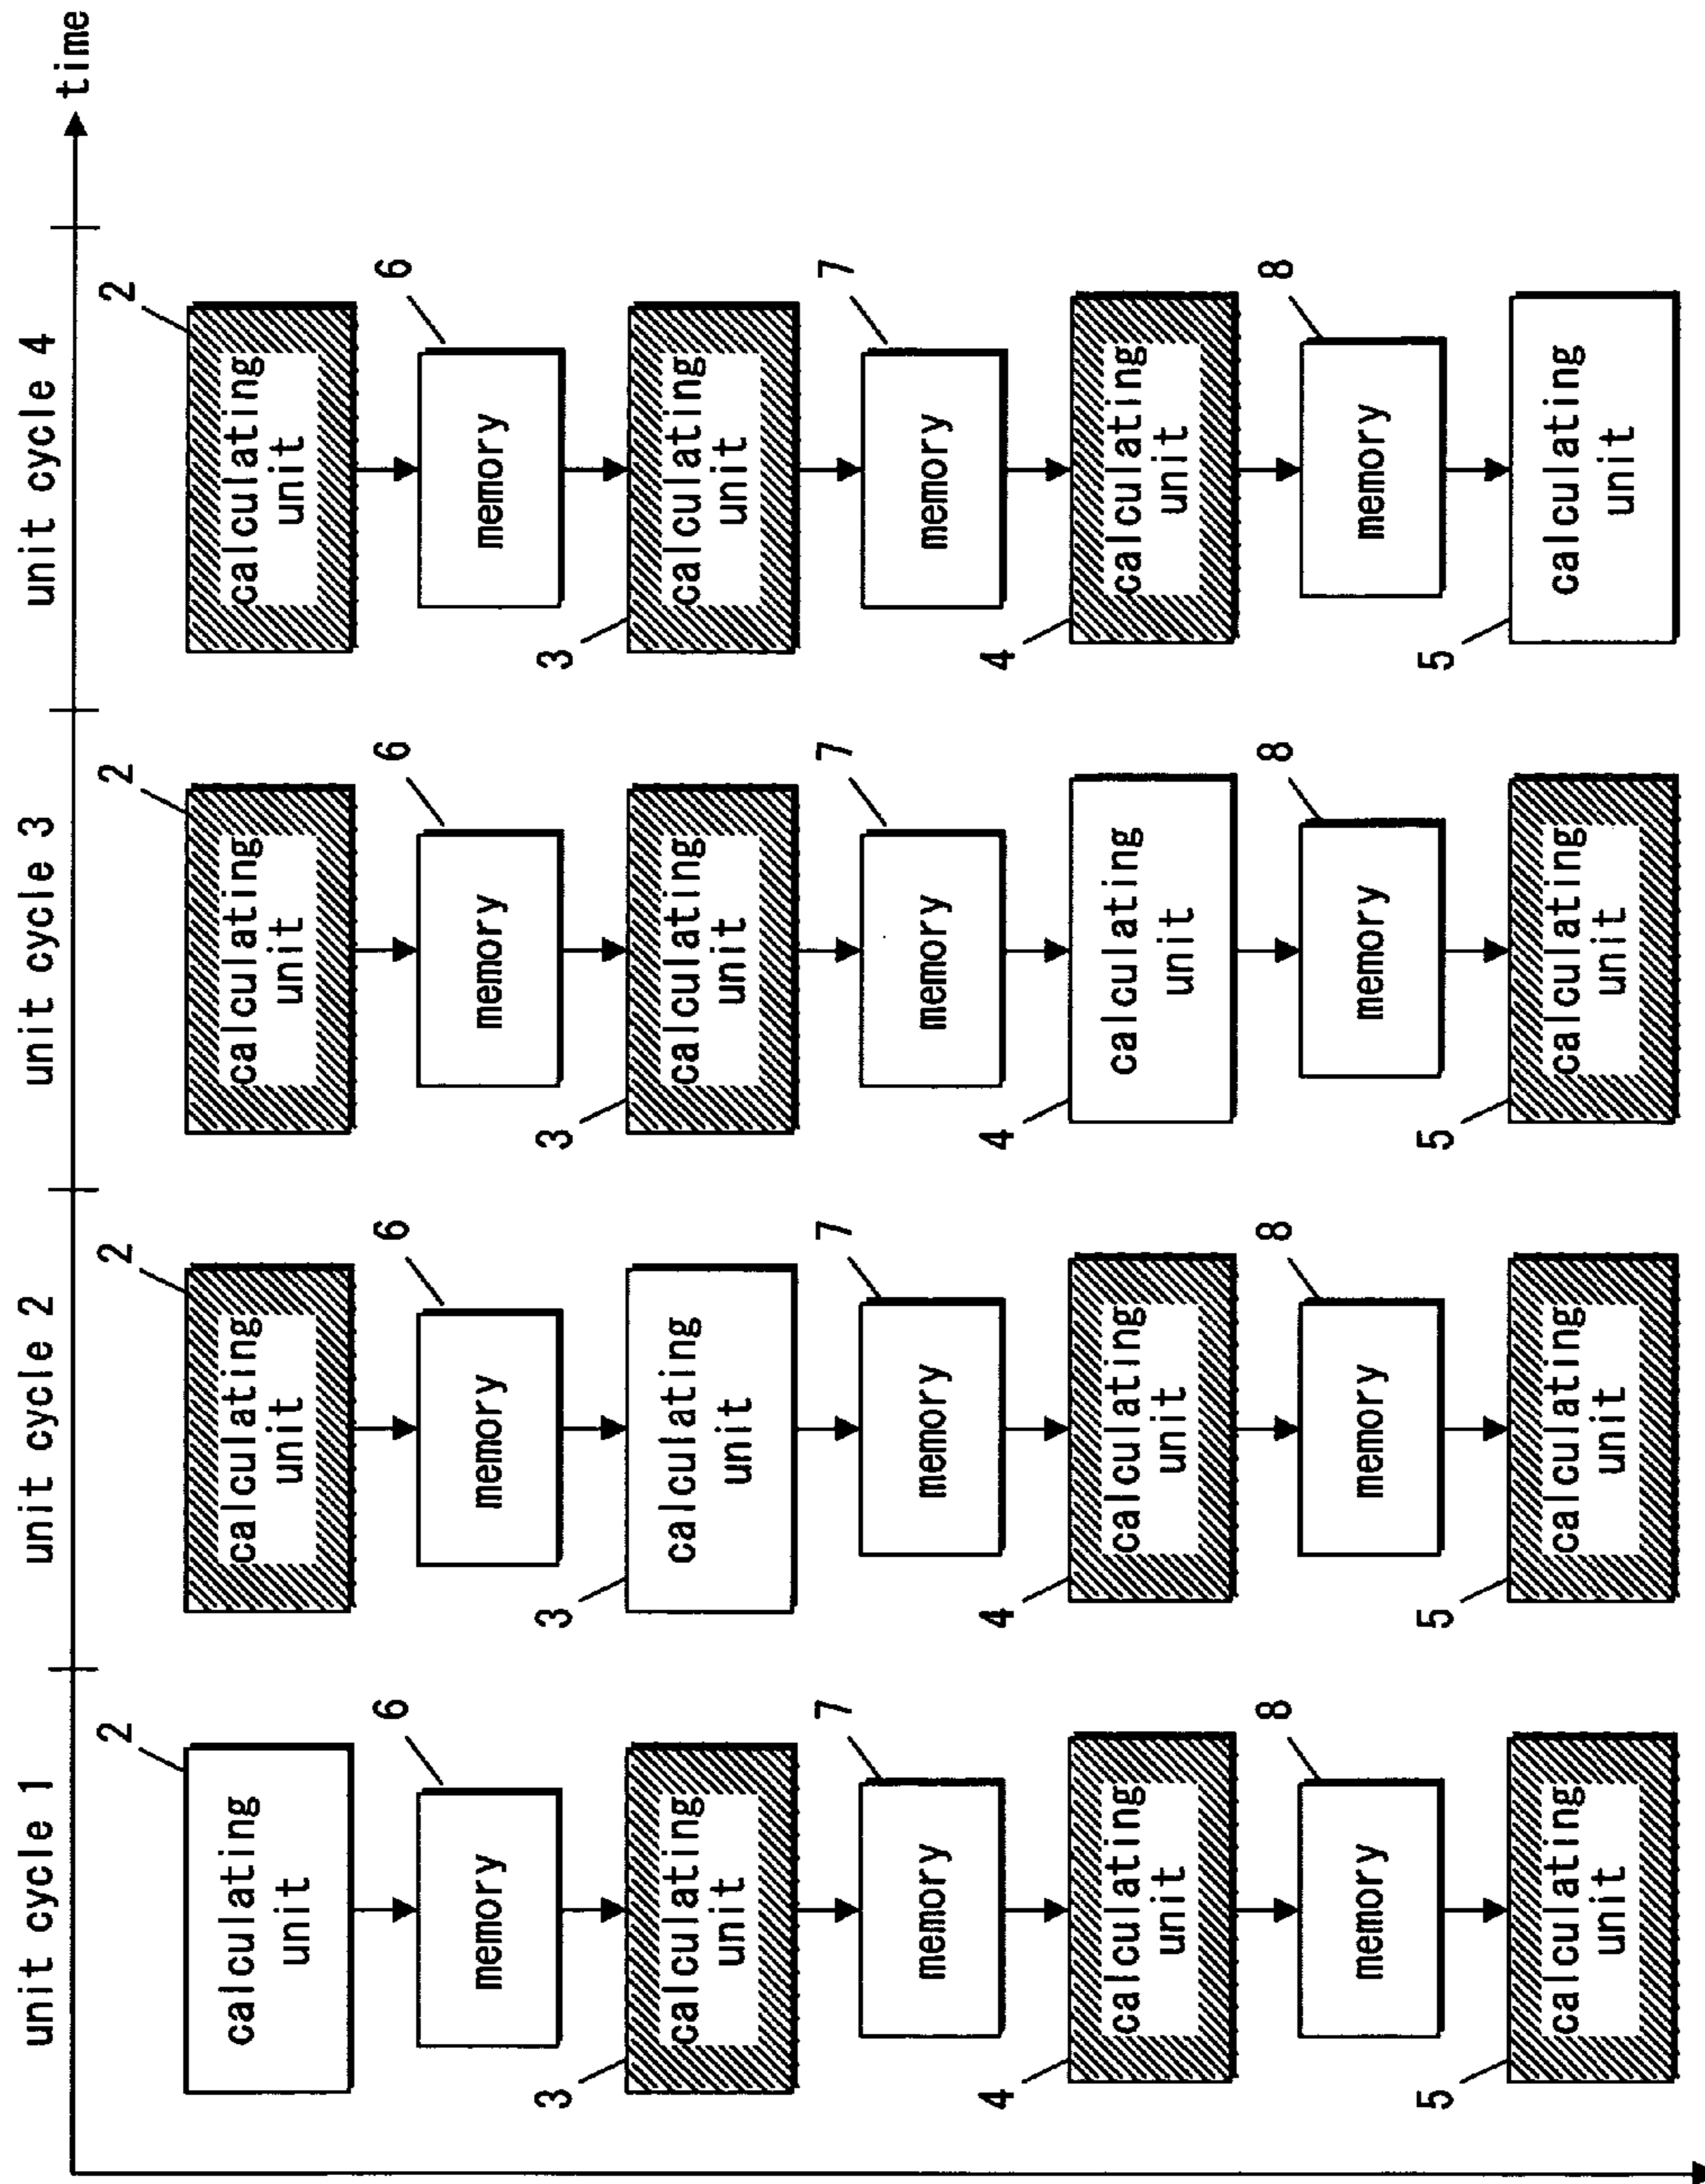 unit cycle 1
unit cycle 2
unit cycle 3
unit cycle 4
time
2
calculating
unit
6
memory
3
calculating
unit
7
memory
4
calculating
unit
8
memory
5
calculating
unit
2
calculating
unit
6
memory
3
calculating
unit
7
memory
4
calculating
unit
8
memory
5
calculating
unit
2
calculating
unit
6
memory
3
calculating
unit
7
memory
4
calculating
unit
8
memory
5
calculating
unit
2
calculating
unit
6
memory
3
calculating
unit
7
memory
4
calculating
unit
8
memory
5
calculating
unit